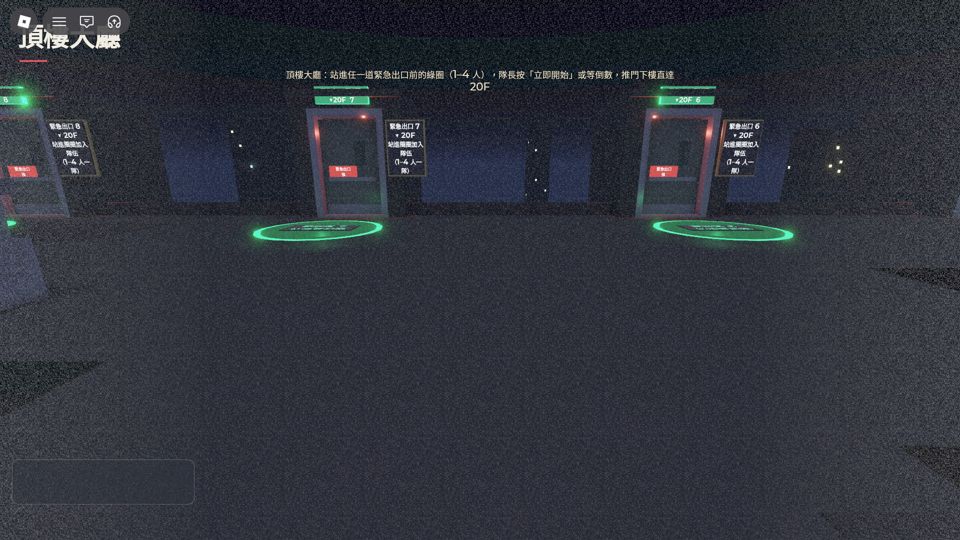 頂樓大廳
頂樓大廳：站進任一道緊急出口前的綠圈（1–4 人），隊長按「立即開始」或等倒數，推門下樓直達
20F
8
緊急出口 8
▼ 20F
站進圈圈加入
隊伍
（1–4 人一
隊）
▼20F 7
緊急出口 7
▼ 20F
站進圈圈加入
隊伍
（1–4 人一
隊）
▼20F 6
緊急出口 6
▼ 20F
站進圈圈加入
隊伍
（1–4 人一
隊）